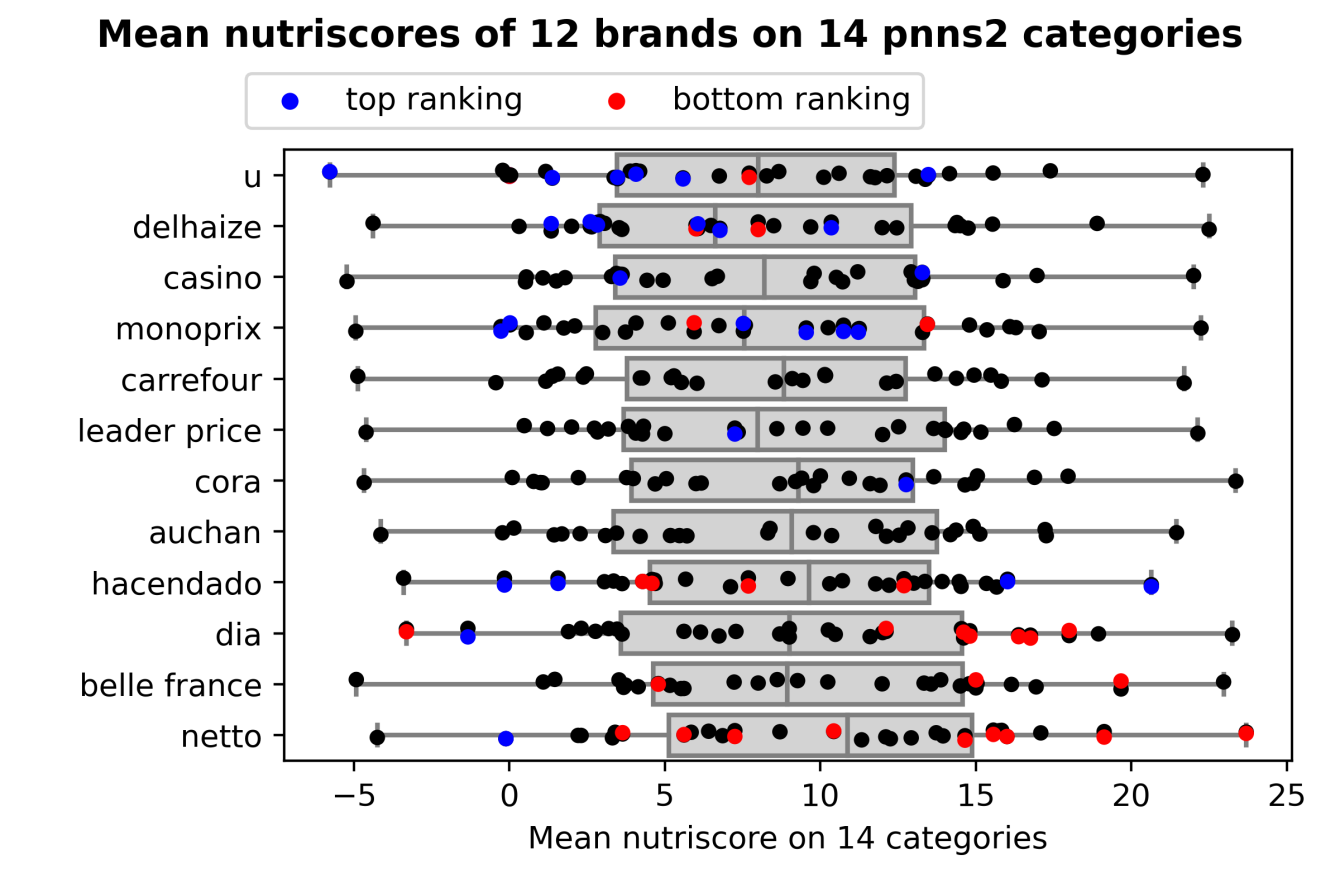 Mean nutriscores of 12 brands on 14 pnns2 categories
top ranking bottom ranking
u
delhaize
casino
monoprix
carrefour
leader price
cora
auchan
hacendado
dia
belle france
netto
−5 0 5 10 15 20 25
Mean nutriscore on 14 categories